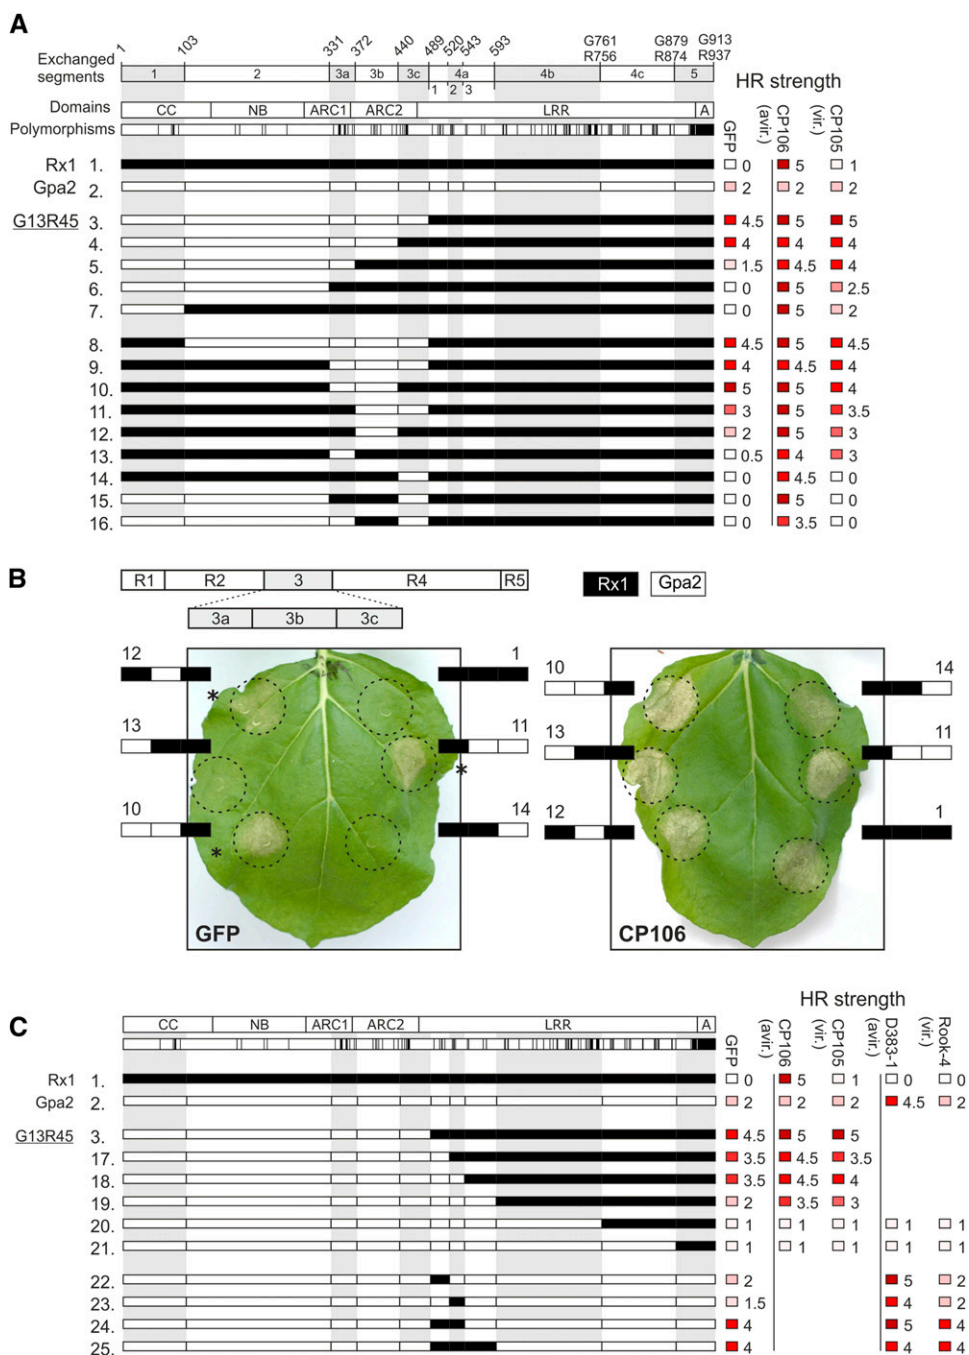 A
1 103 331 372 440 489 520 543 593 G761 R756 G879 R874 G913 R937
Exchanged segments
1 2 3a 3b 3c 4a 4b 4c 5
1 2 3
HR strength
Domains CC NB ARC1 ARC2 LRR A
Polymorphisms
GFP CP106 (avir.) CP105 (vir.)
Rx1 1. 0 5 1
Gpa2 2. 2 2 2
G13R45 3. 4.5 5 5
4. 4 4 4
5. 1.5 4.5 4
6. 0 5 2.5
7. 0 5 2
8. 4.5 5 4.5
9. 4 4.5 4
10. 5 5 4
11. 3 5 3.5
12. 2 5 3
13. 0.5 4 3
14. 0 4.5 0
15. 0 5 0
16. 0 3.5 0
B
R1 R2 3 R4 R5
Rx1 Gpa2
3a 3b 3c
12 1
*
13 11
*
10 14
*
GFP
10 14
13 11
12 1
CP106
C
HR strength
CC NB ARC1 ARC2 LRR A
GFP CP106 (avir.) CP105 (vir.) D383-1 (avir.) Rook-4 (vir.)
Rx1 1. 0 5 1 0 0
Gpa2 2. 2 2 2 4.5 2
G13R45 3. 4.5 5 5
17. 3.5 4.5 3.5
18. 3.5 4.5 4
19. 2 3.5 3
20. 1 1 1 1 1
21. 1 1 1 1 1
22. 2 5 2
23. 1.5 4 2
24. 4 5 4
25. 4 4 4